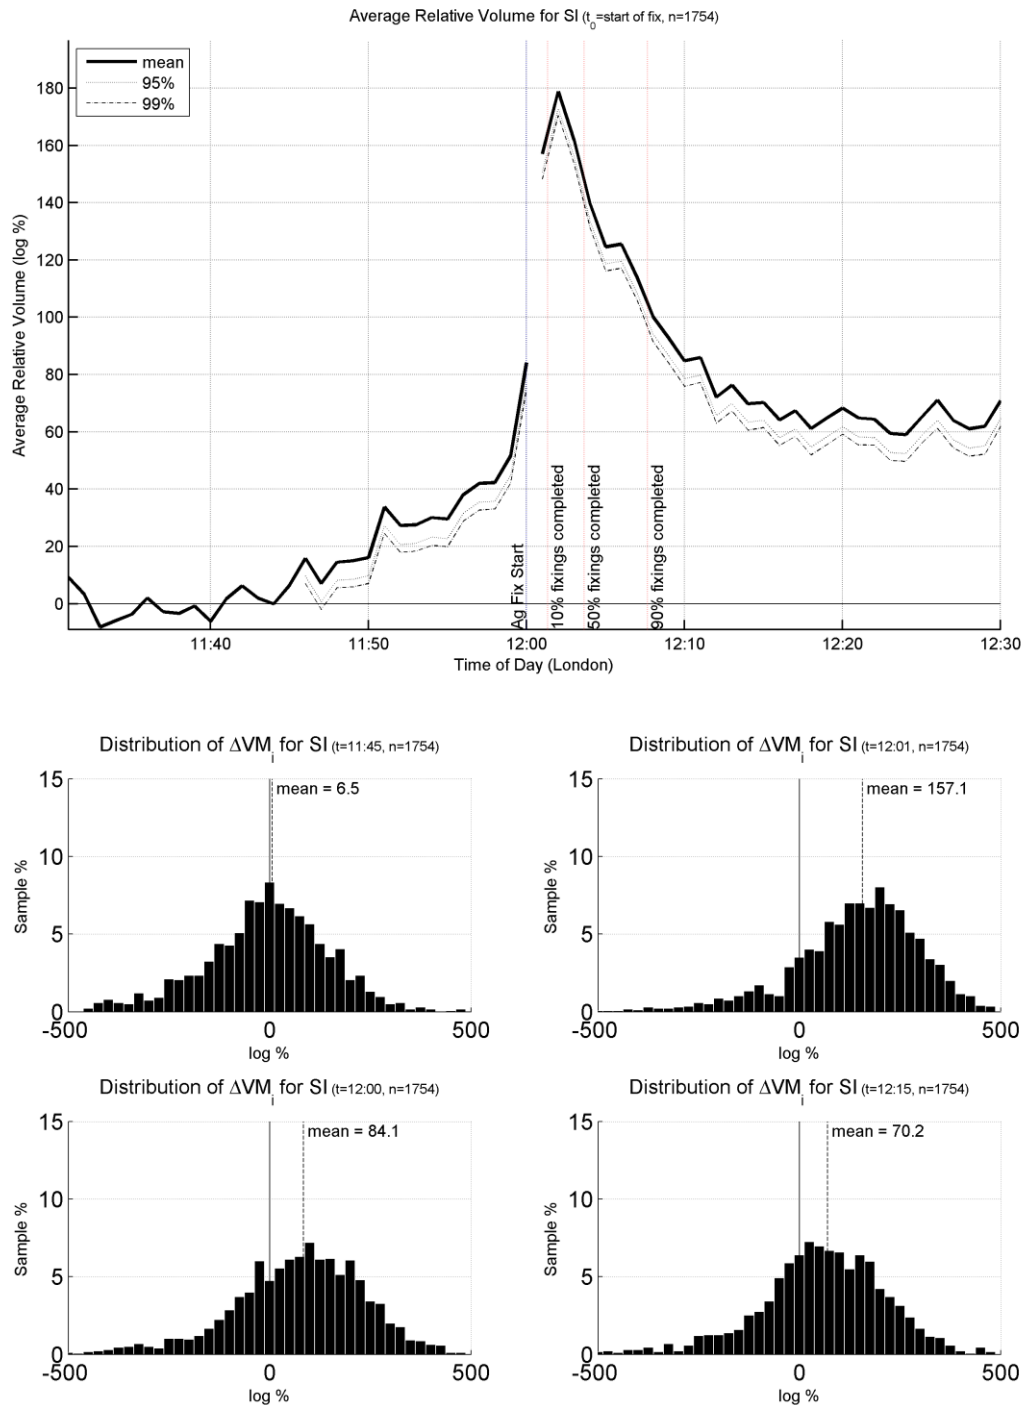 Average Relative Volume for SI (t0=start of fix, n=1754)
mean
95%
99%
Average Relative Volume (log %)
180
160
140
120
100
80
60
40
20
0
Ag Fix Start
10% fixings completed
50% fixings completed
90% fixings completed
11:40
11:50
12:00
12:10
12:20
12:30
Time of Day (London)
Distribution of ΔVMi for SI (t=11:45, n=1754)
mean = 6.5
Sample %
15
10
5
0
-500
0
500
log %
Distribution of ΔVMi for SI (t=12:01, n=1754)
mean = 157.1
Sample %
15
10
5
0
-500
0
500
log %
Distribution of ΔVMi for SI (t=12:00, n=1754)
mean = 84.1
Sample %
15
10
5
0
-500
0
500
log %
Distribution of ΔVMi for SI (t=12:15, n=1754)
mean = 70.2
Sample %
15
10
5
0
-500
0
500
log %